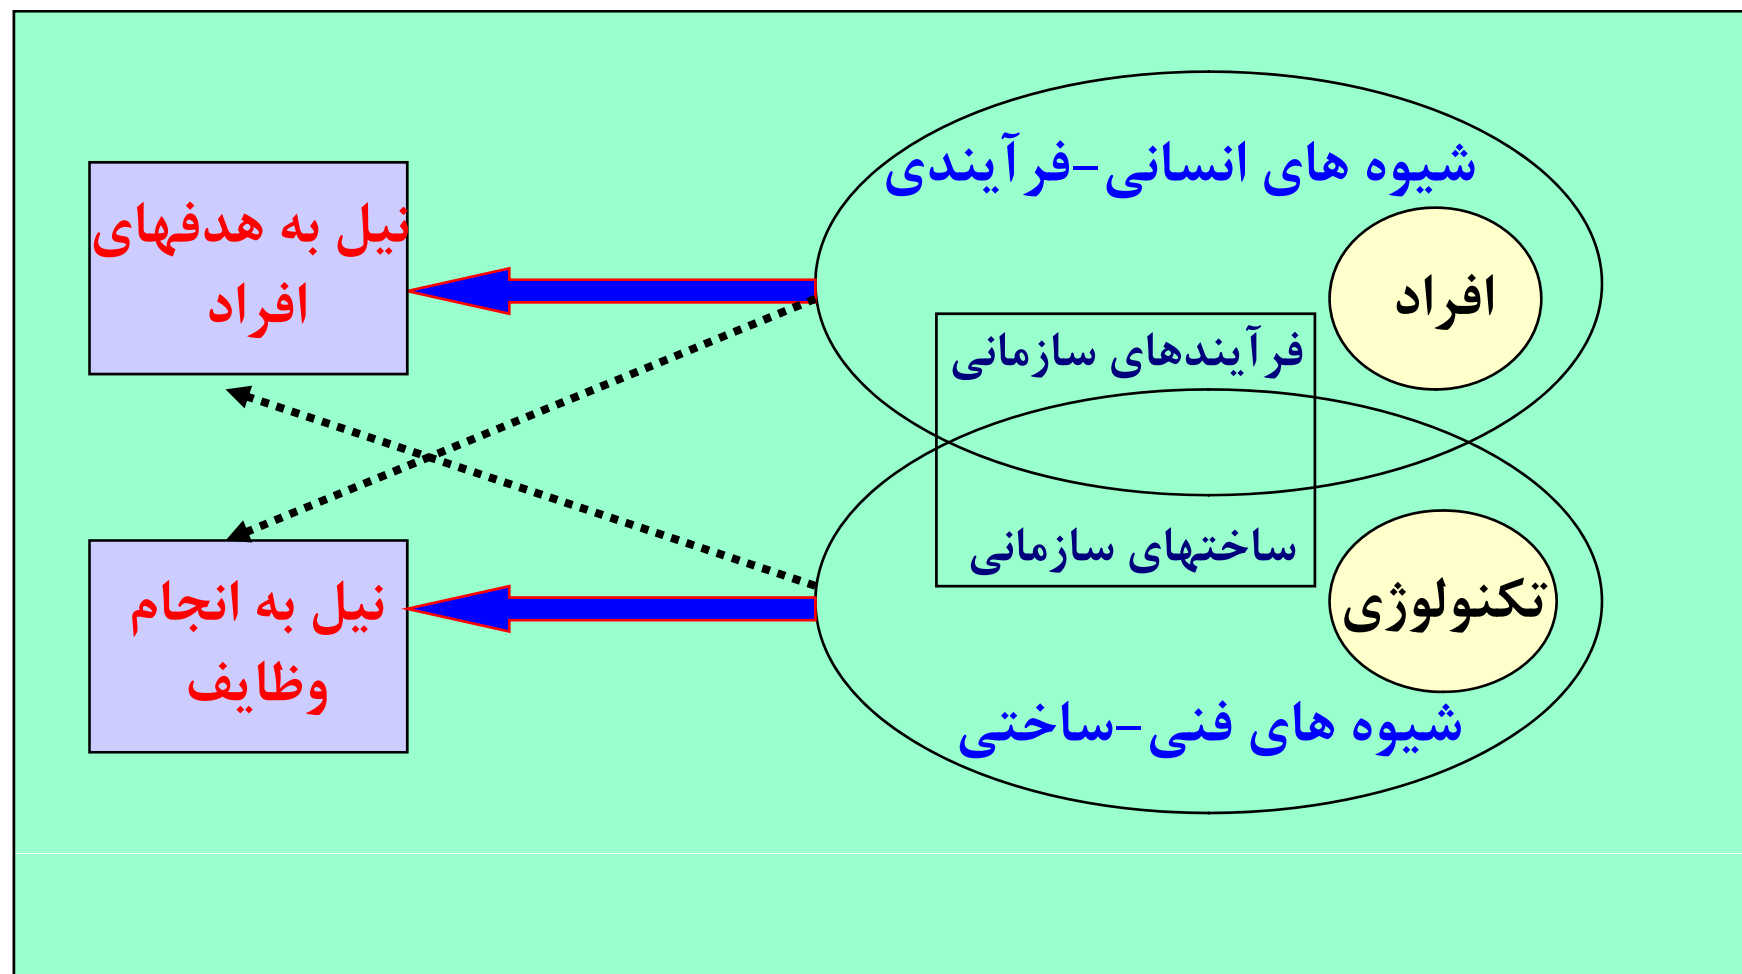 شیوه های انسانی-فرآیندی
افراد
فرآیندهای سازمانی
ساختهای سازمانی
تکنولوژی
شیوه های فنی-ساختی
نیل به هدفهای
افراد
نیل به انجام
وظایف